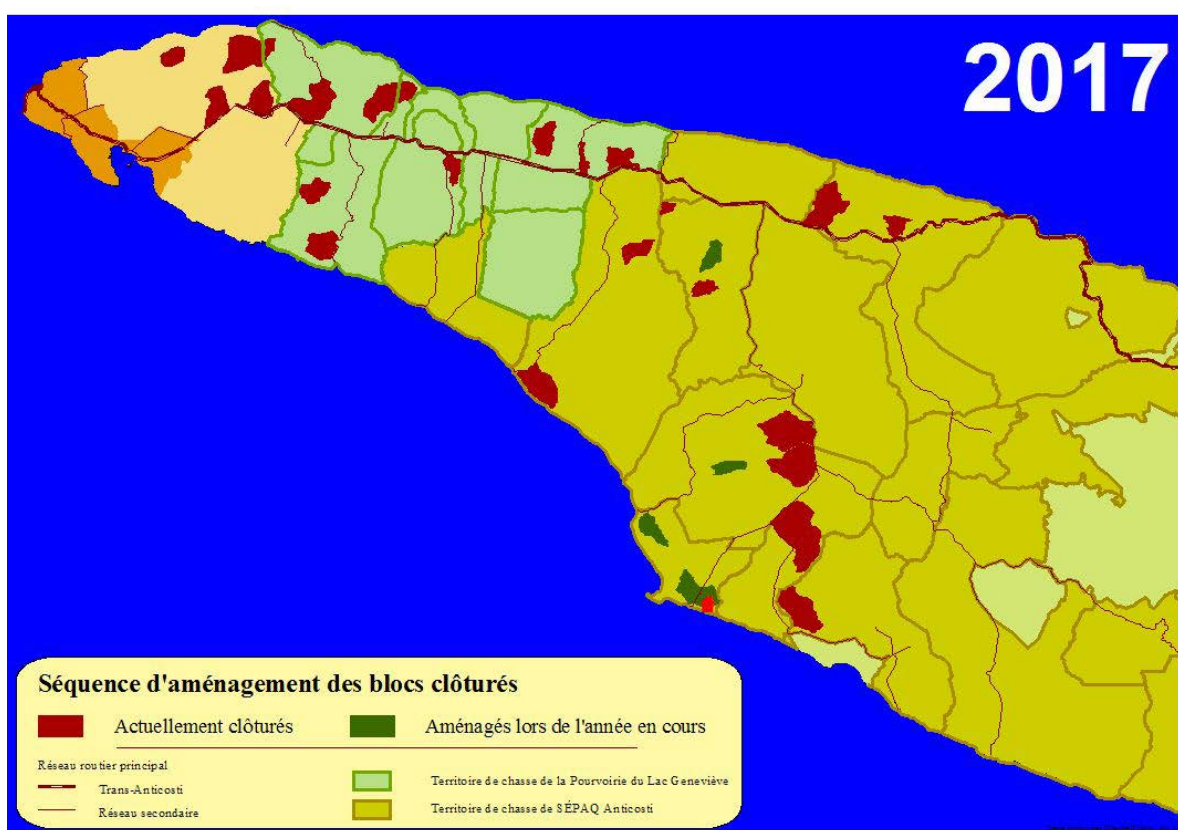 2017
Séquence d'aménagement des blocs clôturés
Actuellement clôturés
Aménagés lors de l'année en cours
Réseau routier principal
Trans-Anticosti
Réseau secondaire
Territoire de chasse de la Pourvoirie du Lac Geneviève
Territoire de chasse de SÉPAQ Anticosti